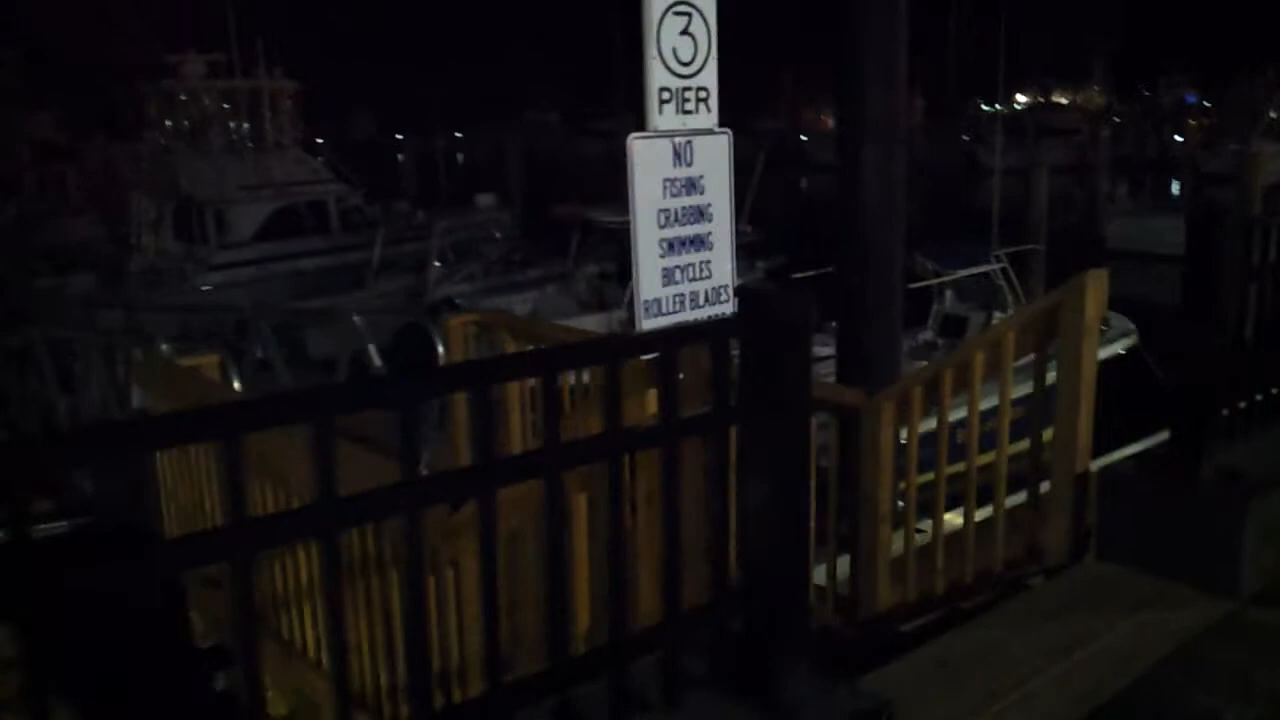 3
PIER
NO
FISHING
CRABBING
SWIMMING
BICYCLES
ROLLER BLADES